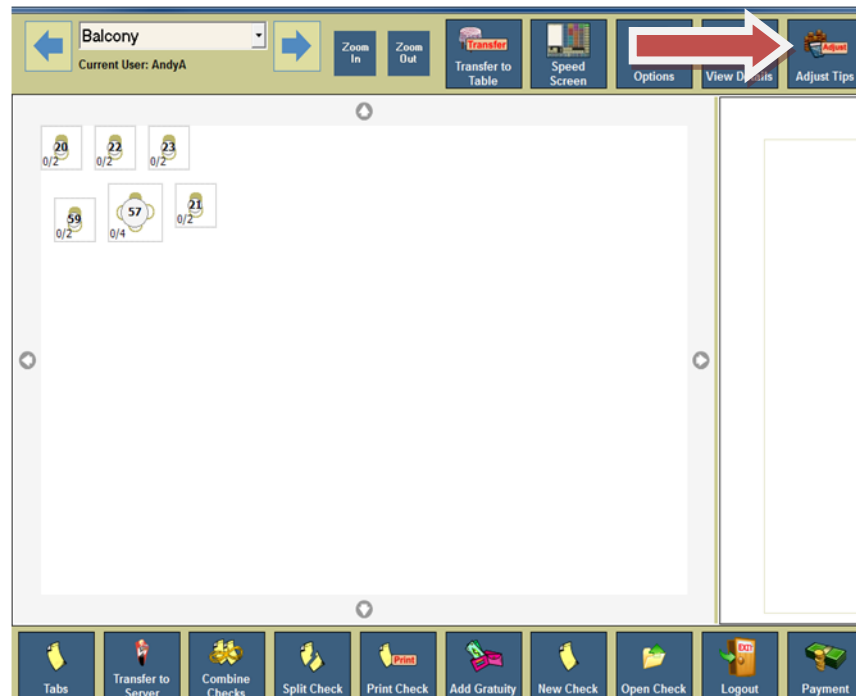 Balcony
Current User: AndyA
Zoom
In
Zoom
Out
Transfer
Transfer to
Table
Speed
Screen
Options
View Details
Adjust
Adjust Tips
20
0/2
22
0/2
23
0/2
59
0/2
57
0/4
21
0/2
Tabs
Transfer to
Server
Combine
Checks
Split Check
Print
Print Check
Add Gratuity
New Check
Open Check
EXIT
Logout
Payment